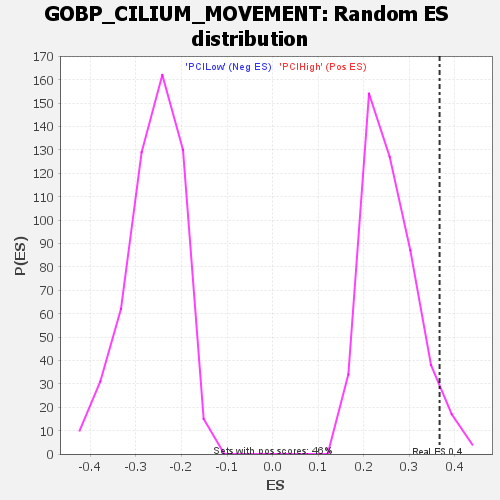 GOBP_CILIUM_MOVEMENT: Random ES
distribution
'PCILow' (Neg ES) 'PCIHigh' (Pos ES)
170
160
150
140
130
120
110
100
90
80
70
60
50
40
30
20
10
0
P(ES)
Sets with pos scores: 46%
Real ES 0.4
-0.4 -0.3 -0.2 -0.1 0.0 0.1 0.2 0.3 0.4
ES